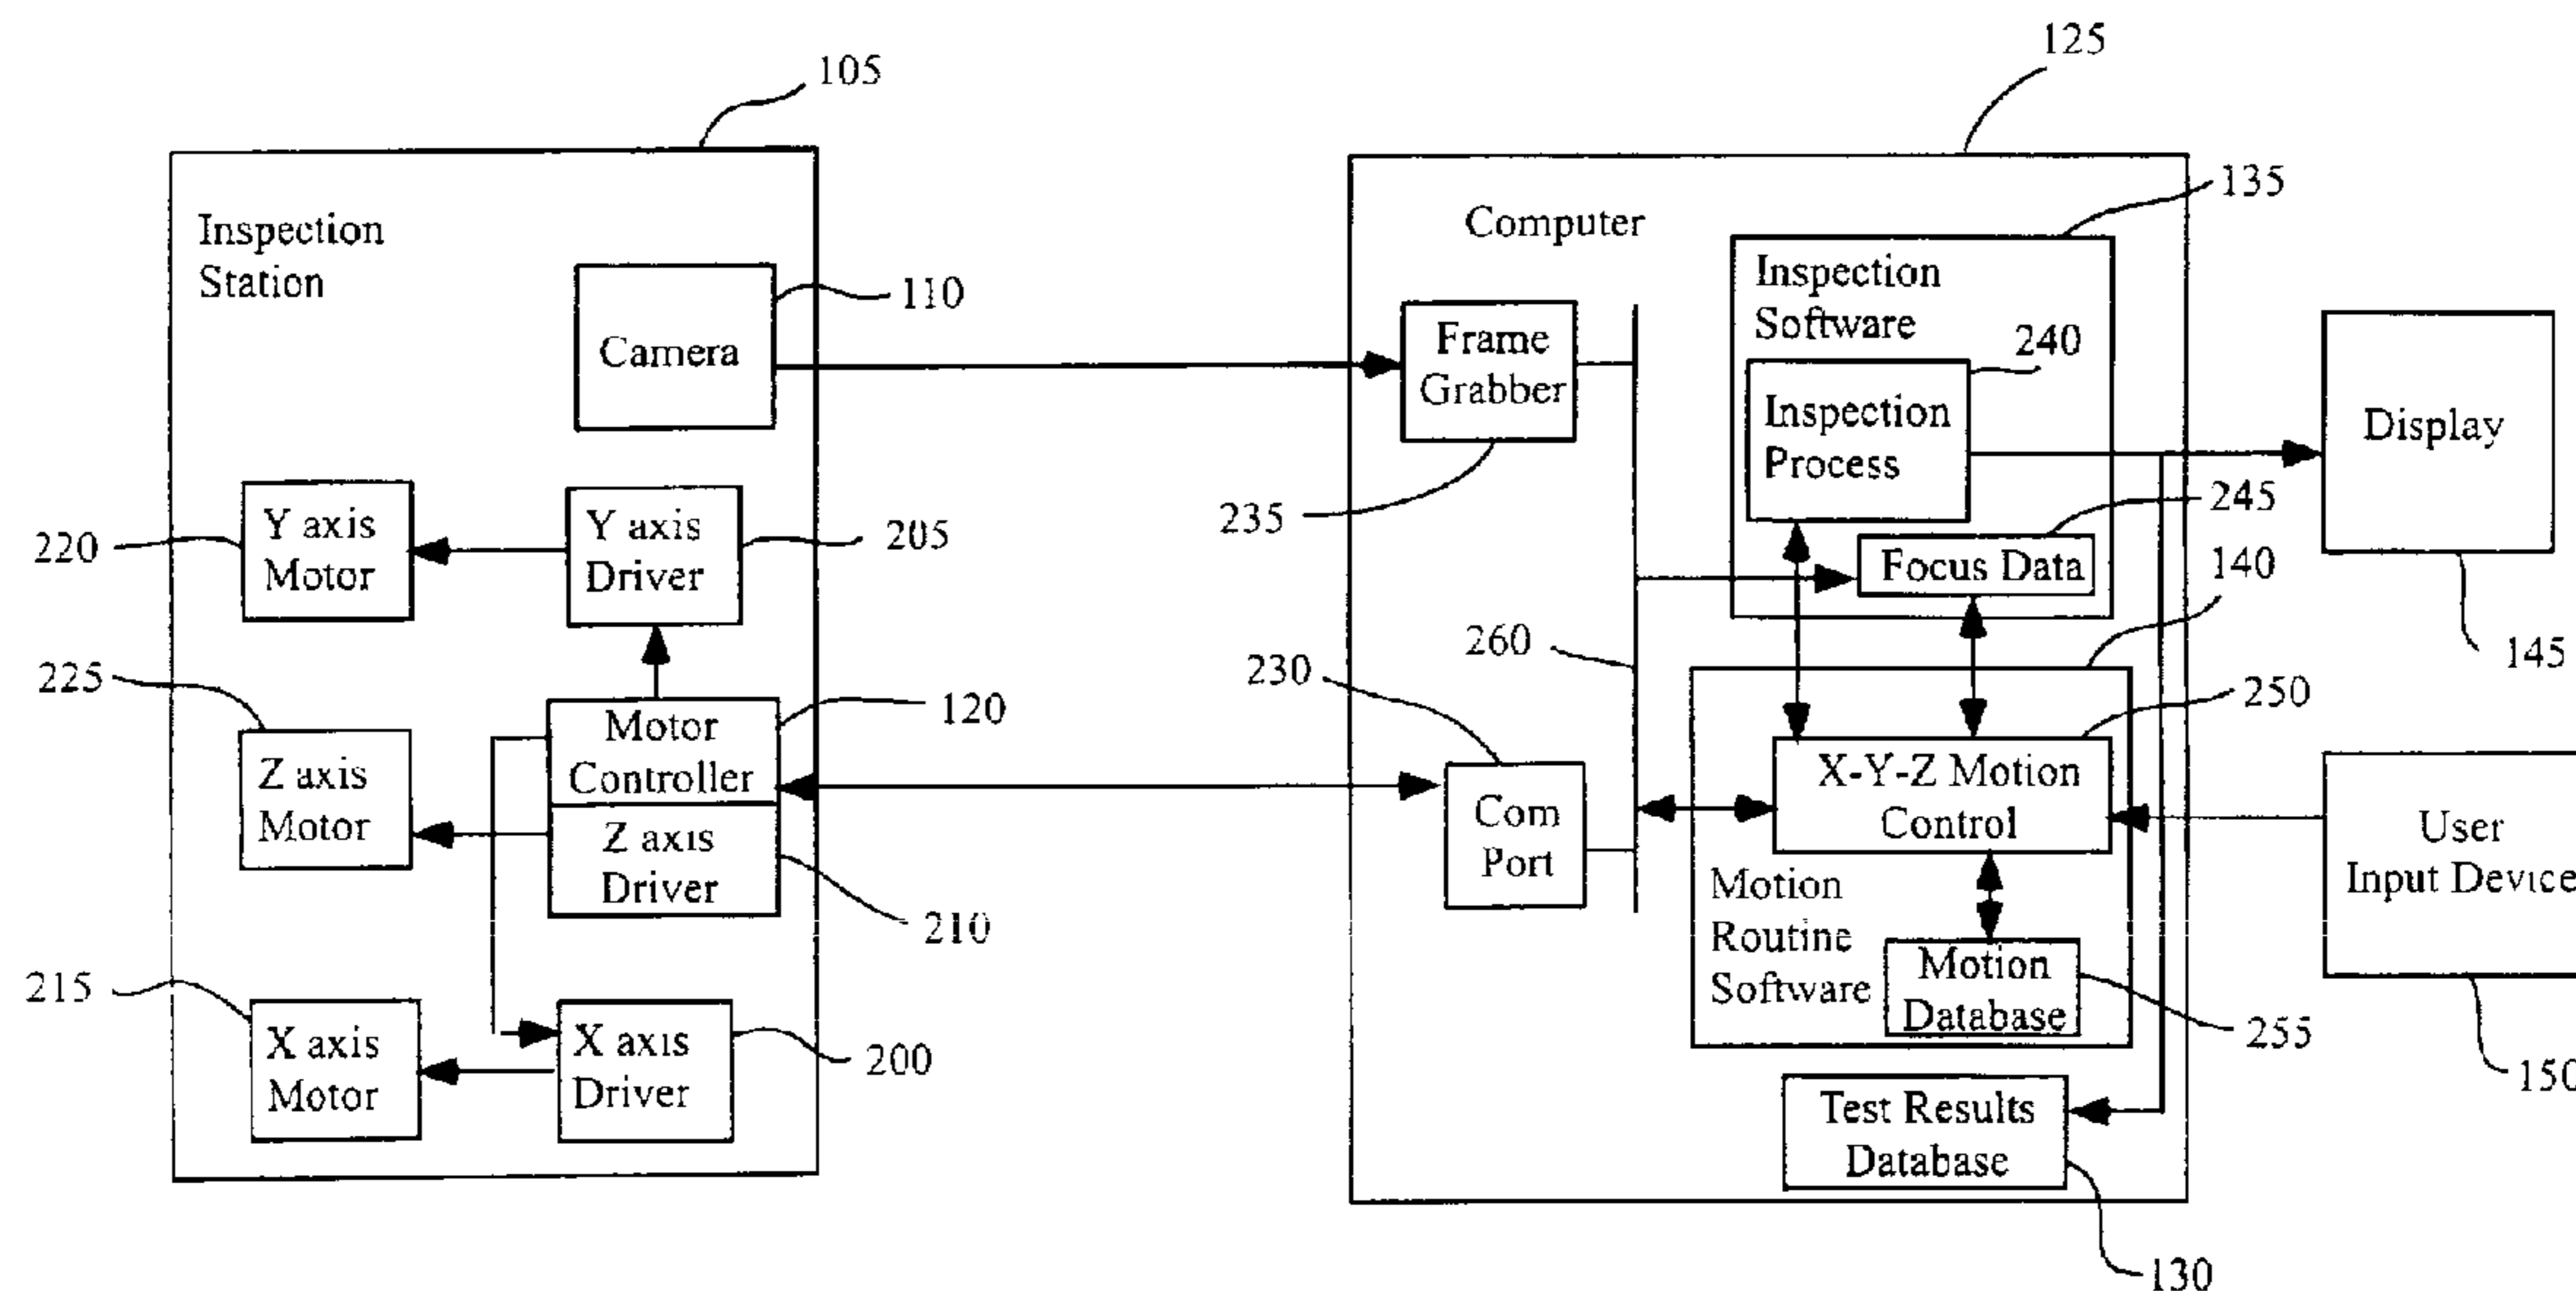 105
125
135
Inspection
Station
Computer
Inspection
Software
110
Camera
Frame
Grabber
240
Inspection
Process
Display
235
245
Y axis
Motor
220
Y axis
Driver
205
Focus Data
140
260
145
225
230
250
120
Motor
Controller
Z axis
Motor
Z axis
Driver
210
Com
Port
X-Y-Z Motion
Control
User
Input Device
Motion
Routine
Software
Motion
Database
255
215
X axis
Motor
X axis
Driver
200
150
Test Results
Database
130